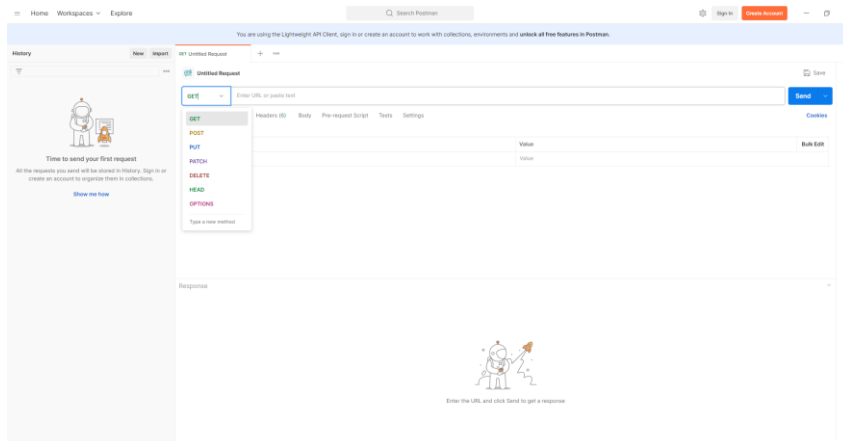 Home Workspaces Explore Search Postman Sign In Create Account
You are using the Lightweight API Client, sign in or create an account to work with collections, environments and unlock all free features in Postman.
History New Import GET Untitled Request
Untitled Request Save
GET Enter URL or paste text Send
Headers (6) Body Pre-request Script Tests Settings Cookies
GET
POST
PUT
PATCH
DELETE
HEAD
OPTIONS
Type a new method
Value Bulk Edit
Value
Time to send your first request
All the requests you send will be stored in History. Sign in or
create an account to organize them in collections.
Show me how
Response
Enter the URL and click Send to get a response